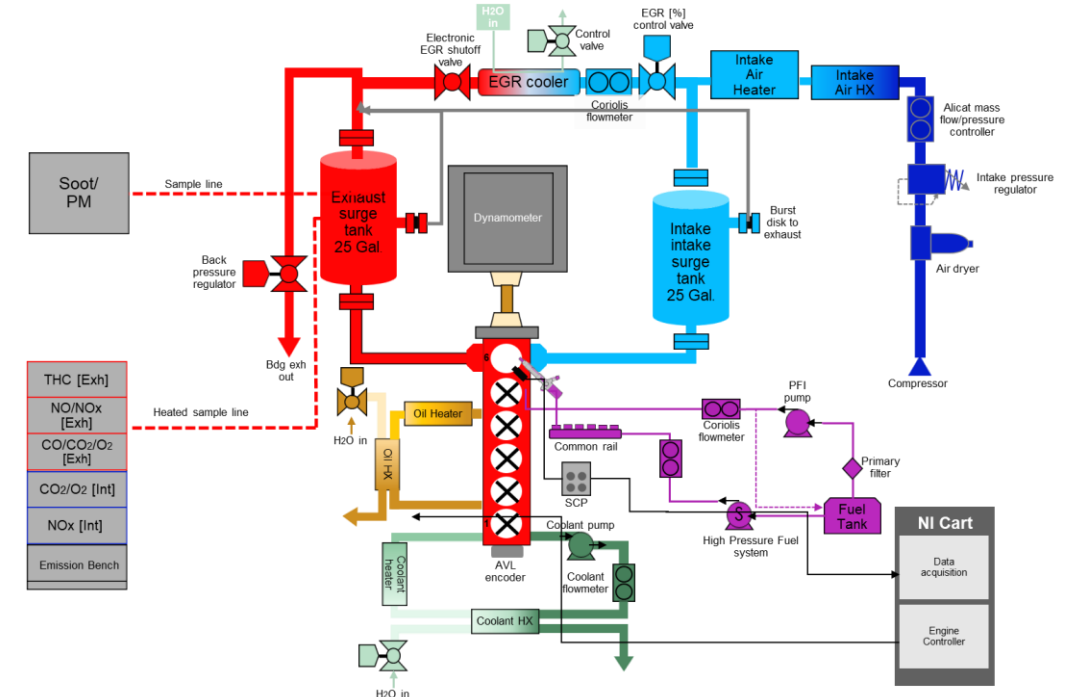 H2O
in
EGR [%]
control valve
Electronic
EGR shutoff
valve
Control
valve
EGR cooler
Coriolis
flowmeter
Intake
Air
Heater
Intake
Air HX
Alicat mass
flow/pressure
controller
Intake pressure
regulator
Air dryer
Compressor
Soot/
PM
Sample line
Exhaust
surge
tank
25 Gal.
Dynamometer
Intake
intake
surge
tank
25 Gal.
Burst
disk to
exhaust
Back
pressure
regulator
Bdg exh
out
THC [Exh]
NO/NOx
[Exh]
CO/CO2/O2
[Exh]
CO2/O2 [Int]
NOx [Int]
Emission Bench
Heated sample line
H2O in
Oil Heater
Oil HX
6
1
AVL
encoder
Common rail
SCP
Coriolis
flowmeter
PFI
pump
Primary
filter
Fuel
Tank
S
High Pressure Fuel
system
Coolant pump
Coolant
flowmeter
Coolant
heater
Coolant HX
H2O in
NI Cart
Data
acquisition
Engine
Controller